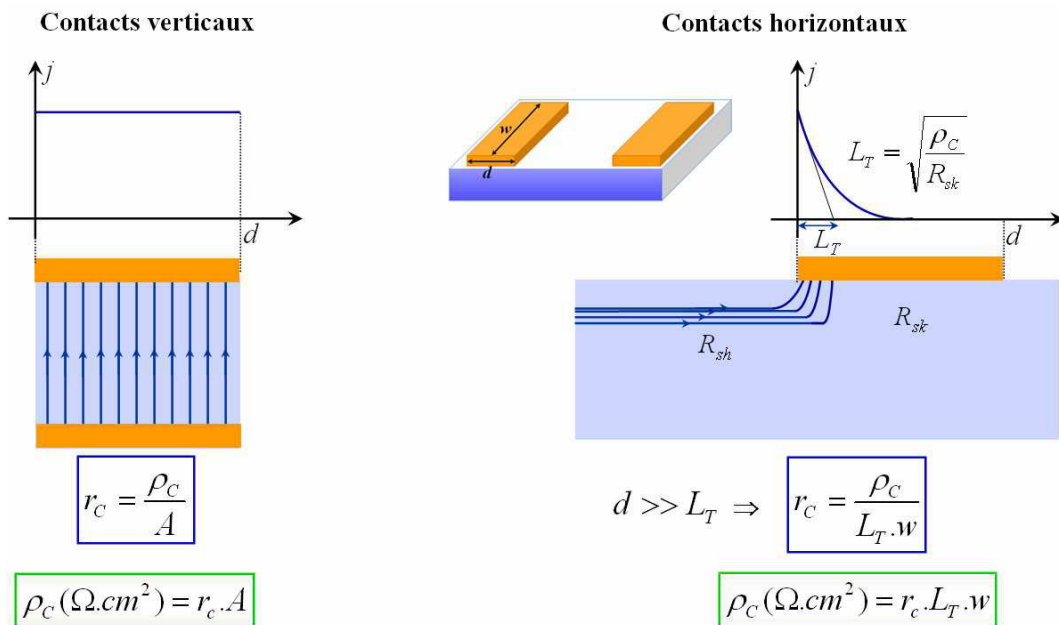 Contacts verticaux
j
d
r_C = ρ_C / A
ρ_C (Ω.cm²) = r_c.A
Contacts horizontaux
w
d
j
L_T = √(ρ_C / R_sk)
L_T
d
R_sh
R_sk
d >> L_T ⇒ r_C = ρ_C / L_T.w
ρ_C (Ω.cm²) = r_c.L_T.w